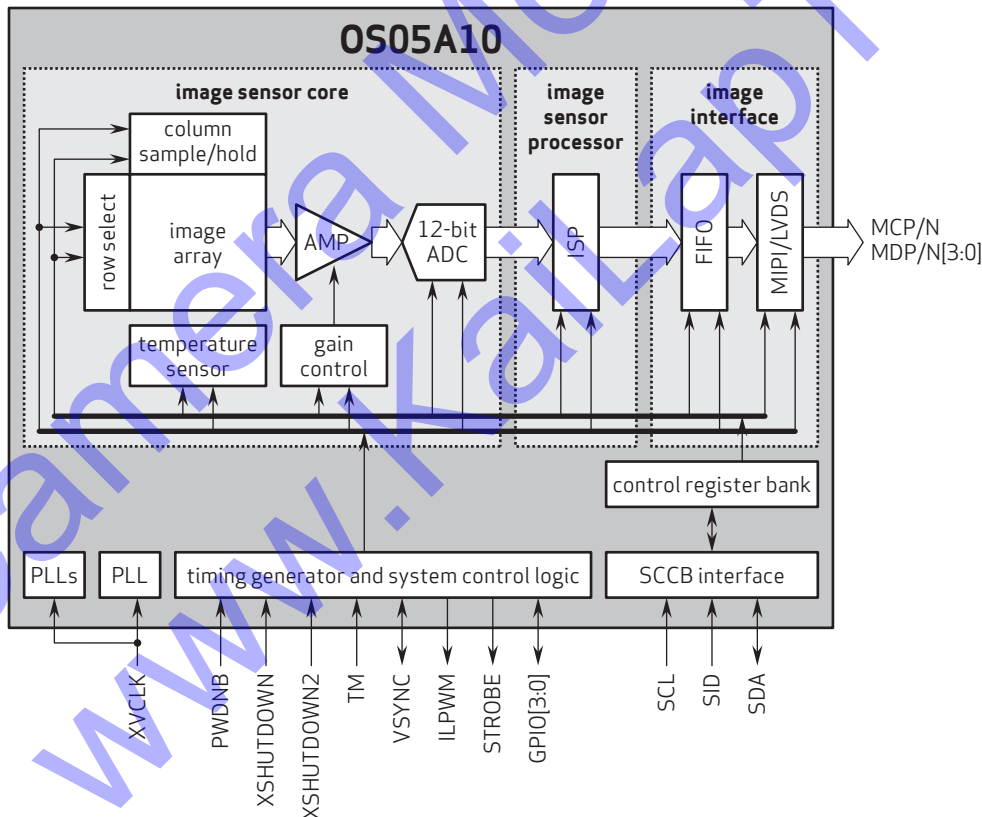 OS05A10
image sensor core
image
sensor
processor
image
interface
column
sample/hold
row select
image
array
AMP
12-bit
ADC
ISP
FIFO
MIPI/LVDS
MCP/N
MDP/N[3:0]
temperature
sensor
gain
control
control register bank
PLLs
PLL
timing generator and system control logic
SCCB interface
XVCLK
PWDNB
XSHUTDOWN
XSHUTDOWN2
TM
VSYNC
ILPWM
STROBE
GPIO[3:0]
SCL
SID
SDA
www.KaiLap